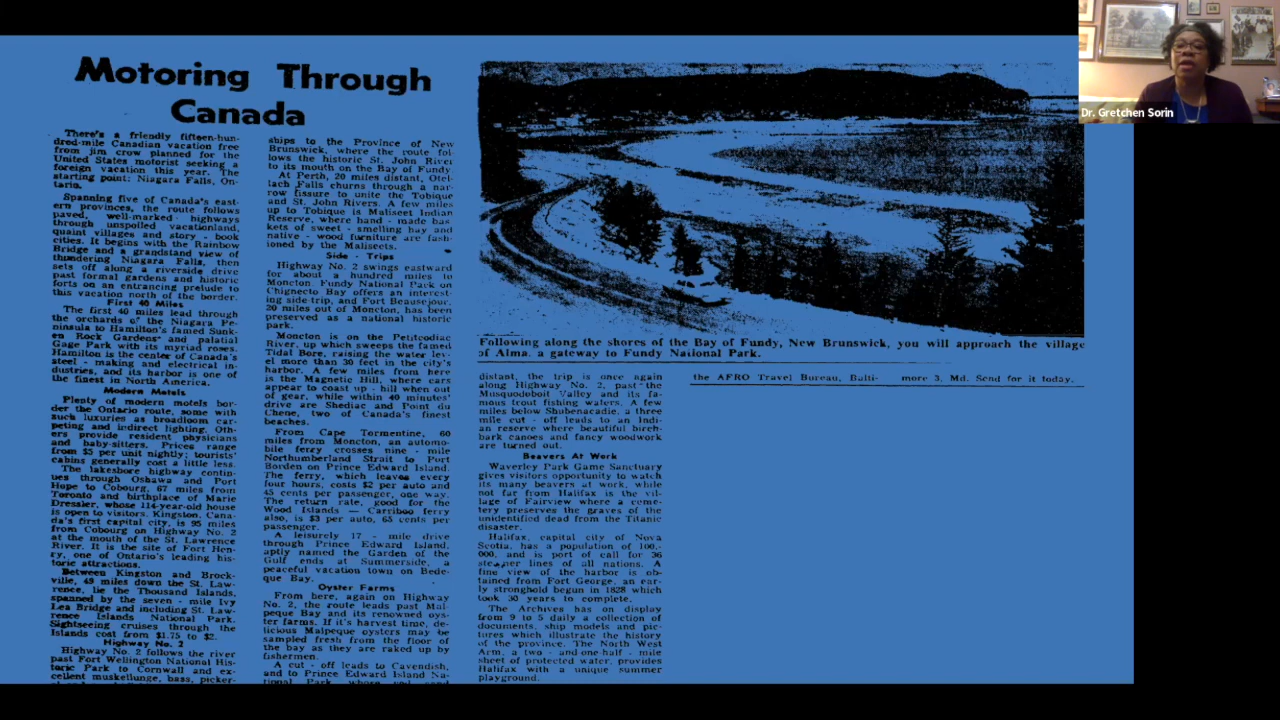 Motoring Through
Canada
There's a friendly fifteen-hun-
dred-mile Canadian vacation free
from jim crow planned for the
United States motorist seeking a
foreign vacation this year. The
starting point: Niagara Falls, On-
tario.
Spanning five of Canada's east-
ern provinces, the route follows
paved, well-marked highways
through unspoiled vacationland,
quaint villages and story - book
cities. It begins with the Rainbow
Bridge and a grandstand view of
thundering Niagara Falls, then
sets off along a riverside drive
past formal gardens and historic
forts on an entrancing prelude to
this vacation north of the border.
First 40 Miles
The first 40 miles lead through
the orchards of the Niagara Pe-
ninsula to Hamilton's famed Sunk-
en Rock Gardens and palatial
Gage Park with its myriad roses.
Hamilton is the center of Canada's
steel - making and electrical in-
dustries, and its harbor is one of
the finest in North America.
Modern Motels
Plenty of modern motels bor-
der the Ontario route, some with
such luxuries as broadloom car-
peting and indirect lighting. Oth-
ers provide resident physicians
and baby-sitters. Prices range
from $5 per unit nightly; tourists'
cabins generally cost a little less.
The lakeshore highway contin-
ues through Oshawa and Port
Hope to Cobourg, 67 miles from
Toronto and birthplace of Marie
Dressler, whose 114-year-old house
is open to visitors. Kingston, Cana-
da's first capital city, is 95 miles
from Cobourg on Highway No. 2
at the mouth of the St. Lawrence
River. It is the site of Fort Hen-
ry, one of Ontario's leading his-
toric attractions.
Between Kingston and Brock-
ville, 49 miles down the St. Law-
rence, lie the Thousand Islands,
spanned by the seven - mile Ivy
Lea Bridge and including St. Law-
rence Islands National Park.
Sightseeing cruises through the
Islands cost from $1.75 to $2.
Highway No. 2
Highway No. 2 follows the river
past Fort Wellington National His-
toric Park to Cornwall and ex-
cellent muskellunge, bass, picker-
ships to the Province of New
Brunswick, where the route fol-
lows the historic St. John River
to its mouth on the Bay of Fundy.
At Perth, 20 miles distant, Otel-
lach Falls churns through a nar-
row fissure to unite the Tobique
and St. John Rivers. A few miles
up to Tobique is Maliseet Indian
Reserve, where hand - made bas-
kets of sweet - smelling hay and
native - wood furniture are fash-
ioned by the Maliseets.
Side - Trips
Highway No. 2 swings eastward
for about a hundred miles to
Moncton. Fundy National Park on
Chignecto Bay offers an interest-
ing side-trip, and Fort Beausejour,
20 miles out of Moncton, has been
preserved as a national historic
park.
Moncton is on the Petitcodiac
River, up which sweeps the famed
Tidal Bore, raising the water lev-
el more than 30 feet in the city's
harbor. A few miles from here
is the Magnetic Hill, where cars
appear to coast up - hill when out
of gear, while within 40 minutes'
drive are Shediac and Point du
Chene, two of Canada's finest
beaches.
From Cape Tormentine, 60
miles from Moncton, an automo-
bile ferry crosses nine - mile
Northumberland Strait to Port
Borden on Prince Edward Island.
The ferry, which leaves every
four hours, costs $2 per auto and
45 cents per passenger, one way.
The return rate, good for the
Wood Islands — Carriboo ferry
also, is $3 per auto, 65 cents per
passenger.
A leisurely 17 - mile drive
through Prince Edward Island,
aptly named the Garden of the
Gulf ends at Summerside, a
peaceful vacation town on Bede-
que Bay.
Oyster Farms
From here, again on Highway
No. 2, the route leads past Mal-
peque Bay and its renowned oys-
ter farms. If it's harvest time, de-
licious Malpeque oysters may be
sampled fresh from the floor of
the bay as they are raked up by
fishermen.
A cut - off leads to Cavendish,
and to Prince Edward Island Na-
tional Park, where
Following along the shores of the Bay of Fundy, New Brunswick, you will approach the village
of Alma, a gateway to Fundy National Park.
distant, the trip is once again
along Highway No. 2, past the
Musquodoboit Valley and its fa-
mous trout fishing waters. A few
miles below Shubenacadie, a three
mile cut - off leads to an Indi-
an reserve where beautiful birch-
bark canoes and fancy woodwork
are turned out.
Beavers At Work
Waverley Park Game Sanctuary
gives visitors opportunity to watch
its many beavers at work, while
not far from Halifax is the vil-
lage of Fairview where a ceme-
tery preserves the graves of the
unidentified dead from the Titanic
disaster.
Halifax, capital city of Nova
Scotia, has a population of 100,-
000, and is port of call for 36
steamer lines of all nations. A
fine view of the harbor is ob-
tained from Fort George, an ear-
ly stronghold begun in 1828 which
took 30 years to complete.
The Archives has on display
from 9 to 5 daily a collection of
documents, ship models and pic-
tures which illustrate the history
of the province. The North West
Arm, a two - and-one-half - mile
sheet of protected water, provides
Halifax with a unique summer
playground.
the AFRO Travel Bureau, Balti-
more 3, Md. Send for it today.
Dr. Gretchen Sorin